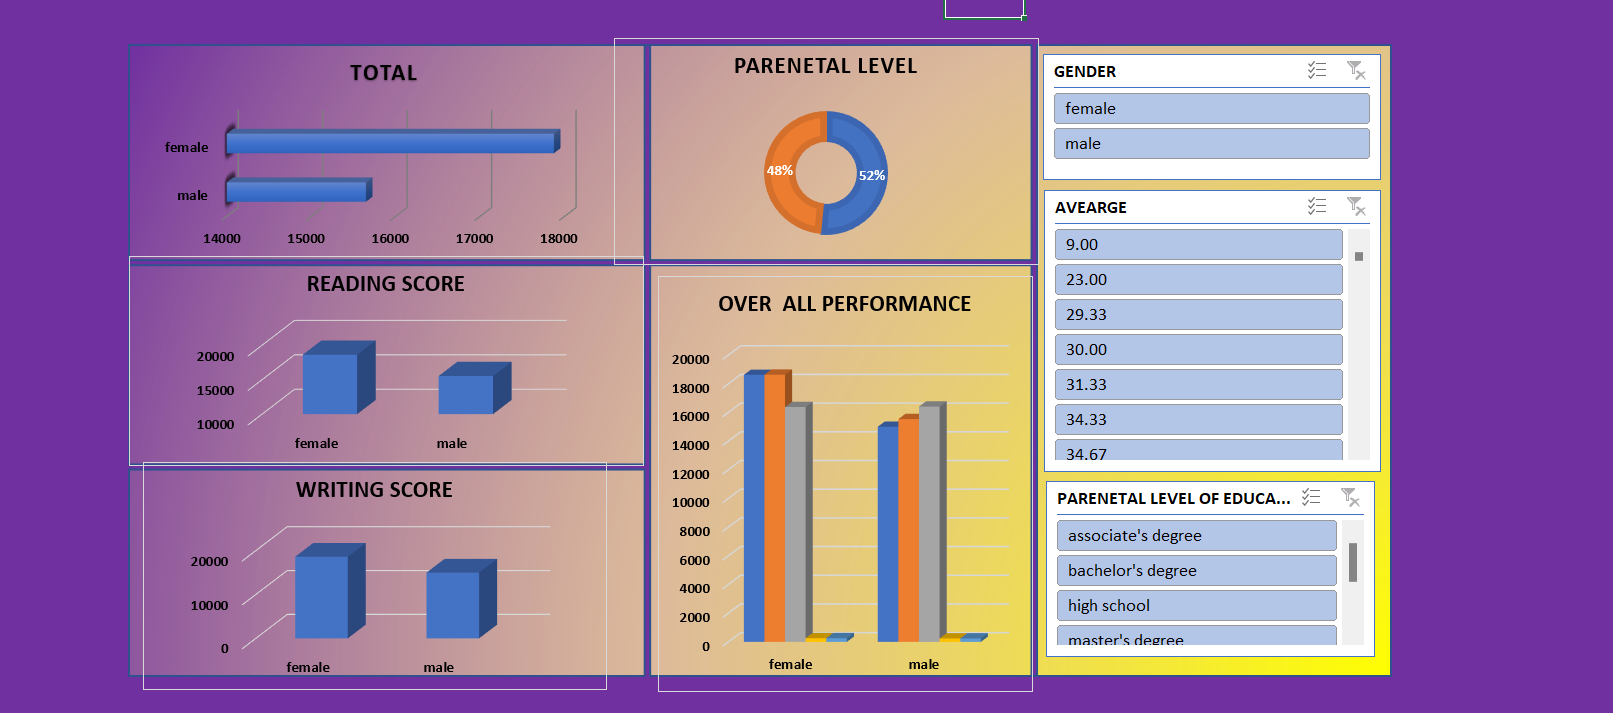 TOTAL
female
male
14000 15000 16000 17000 18000
PARENETAL LEVEL
48%
52%
READING SCORE
20000
15000
10000
female male
WRITING SCORE
20000
10000
0
female male
OVER  ALL PERFORMANCE
20000
18000
16000
14000
12000
10000
8000
6000
4000
2000
0
female male
GENDER
female
male
AVEARGE
9.00
23.00
29.33
30.00
31.33
34.33
34.67
PARENETAL LEVEL OF EDUCA...
associate's degree
bachelor's degree
high school
master's degree